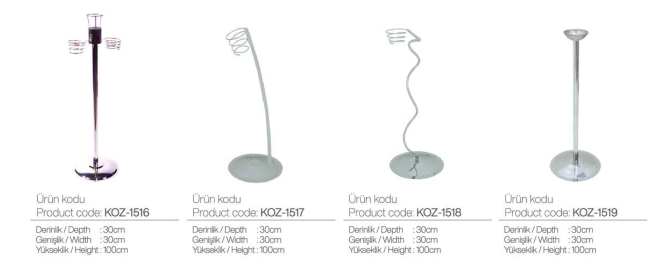 Ürün kodu
Product code: KOZ-1516
Derinlik / Depth : 30cm
Genişlik / Width : 30cm
Yükseklik / Height : 100cm
Ürün kodu
Product code: KOZ-1517
Derinlik / Depth : 30cm
Genişlik / Width : 30cm
Yükseklik / Height : 100cm
Ürün kodu
Product code: KOZ-1518
Derinlik / Depth : 30cm
Genişlik / Width : 30cm
Yükseklik / Height : 100cm
Ürün kodu
Product code: KOZ-1519
Derinlik / Depth : 30cm
Genişlik / Width : 30cm
Yükseklik / Height : 100cm